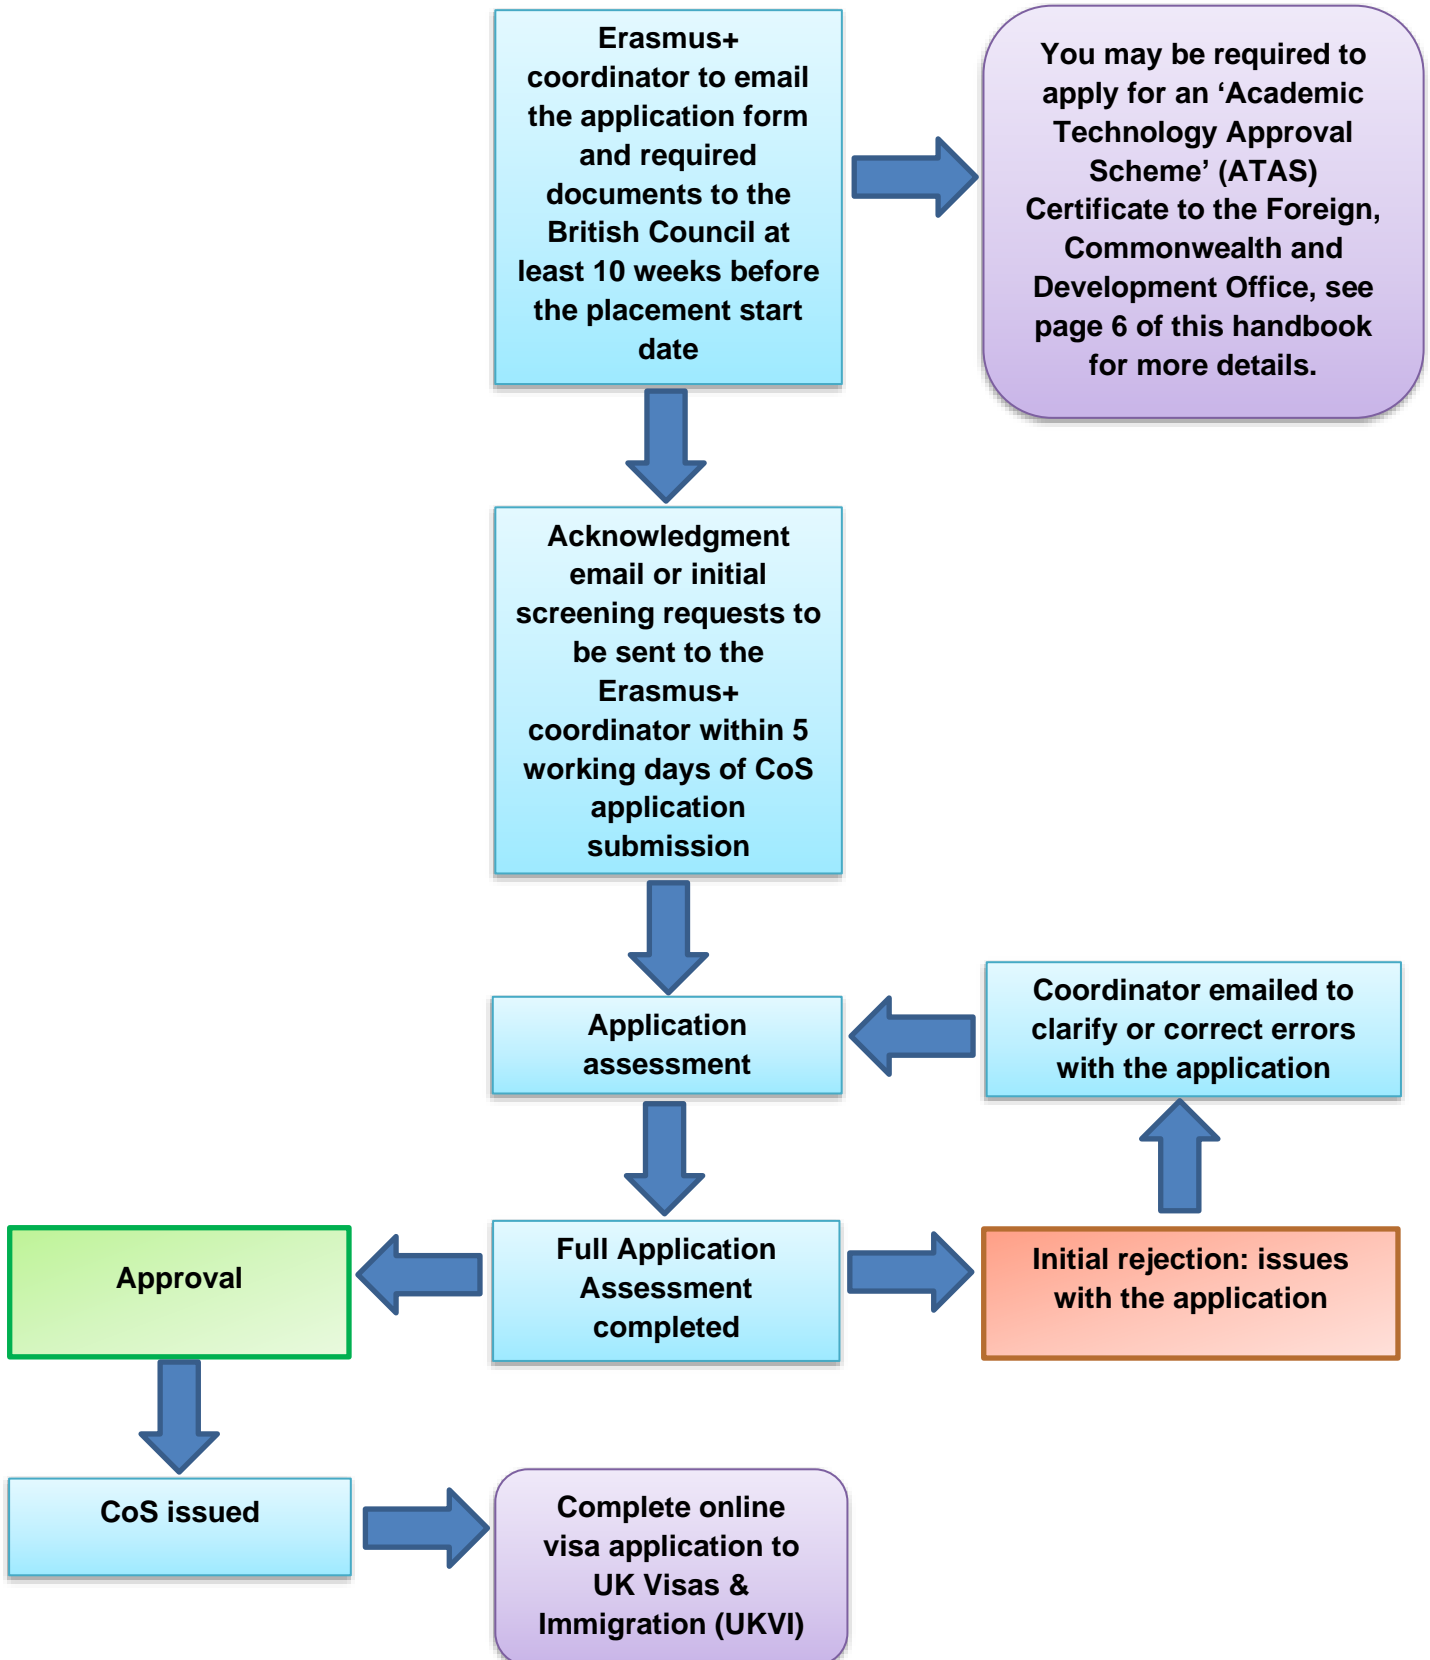 Erasmus+
coordinator to email
the application form
and required
documents to the
British Council at
least 10 weeks before
the placement start
date
You may be required to
apply for an ‘Academic
Technology Approval
Scheme’ (ATAS)
Certificate to the Foreign,
Commonwealth and
Development Office, see
page 6 of this handbook
for more details.
Acknowledgment
email or initial
screening requests to
be sent to the
Erasmus+
coordinator within 5
working days of CoS
application
submission
Application
assessment
Coordinator emailed to
clarify or correct errors
with the application
Approval
Full Application
Assessment
completed
Initial rejection: issues
with the application
CoS issued
Complete online
visa application to
UK Visas &
Immigration (UKVI)